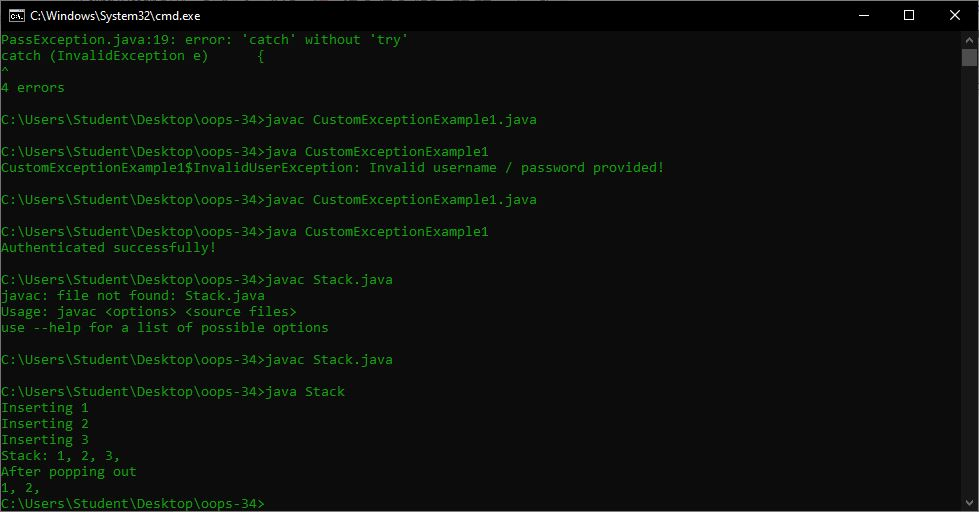 C:\Windows\System32\cmd.exe
PassException.java:19: error: 'catch' without 'try'
catch (InvalidException e)      {
^
4 errors
C:\Users\Student\Desktop\oops-34>javac CustomExceptionExample1.java
C:\Users\Student\Desktop\oops-34>java CustomExceptionExample1
CustomExceptionExample1$InvalidUserException: Invalid username / password provided!
C:\Users\Student\Desktop\oops-34>javac CustomExceptionExample1.java
C:\Users\Student\Desktop\oops-34>java CustomExceptionExample1
Authenticated successfully!
C:\Users\Student\Desktop\oops-34>javac Stack.java
javac: file not found: Stack.java
Usage: javac <options> <source files>
use --help for a list of possible options
C:\Users\Student\Desktop\oops-34>javac Stack.java
C:\Users\Student\Desktop\oops-34>java Stack
Inserting 1
Inserting 2
Inserting 3
Stack: 1, 2, 3,
After popping out
1, 2,
C:\Users\Student\Desktop\oops-34>